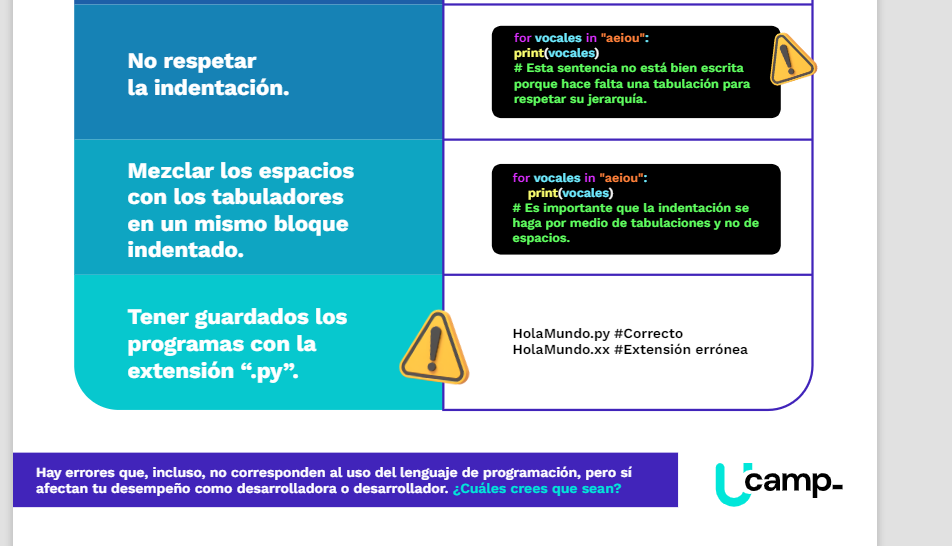 No respetar
la indentación.
for vocales in "aeiou":
print(vocales)
# Esta sentencia no está bien escrita
porque hace falta una tabulación para
respetar su jerarquía.
Mezclar los espacios
con los tabuladores
en un mismo bloque
indentado.
for vocales in "aeiou":
    print(vocales)
# Es importante que la indentación se
haga por medio de tabulaciones y no de
espacios.
Tener guardados los
programas con la
extensión “.py”.
HolaMundo.py #Correcto
HolaMundo.xx #Extensión errónea
Hay errores que, incluso, no corresponden al uso del lenguaje de programación, pero sí
afectan tu desempeño como desarrolladora o desarrollador. ¿Cuáles crees que sean?
Ucamp_